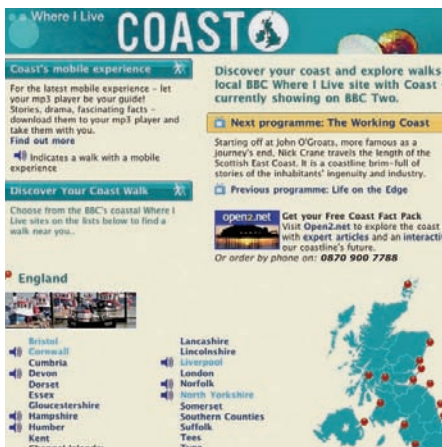 Where I Live
COAST
Coast's mobile experience
For the latest mobile experience - let
your mp3 player be your guide!
Stories, drama, fascinating facts -
download them to your mp3 player and
take them with you.
Find out more
Indicates a walk with a mobile
experience
Discover Your Coast Walk
Choose from the BBC's coastal Where I
Live sites on the lists below to find a
walk near you..
Discover your coast and explore walks
local BBC Where I Live site with Coast
currently showing on BBC Two.
Next programme: The Working Coast
Starting off at John O'Groats, more famous as a
journey's end, Nick Crane travels the length of the
Scottish East Coast. It is a coastline brim-full of
stories of the inhabitants' ingenuity and industry.
Previous programme: Life on the Edge
open2.net
Get your Free Coast Fact Pack
Visit Open2.net to explore the coast
with expert articles and an interacti
our coastline's future.
Or order by phone on: 0870 900 7788
England
Bristol
Cornwall
Cumbria
Devon
Dorset
Essex
Gloucestershire
Hampshire
Humber
Kent
Lancashire
Lincolnshire
Liverpool
London
Norfolk
North Yorkshire
Somerset
Southern Counties
Suffolk
Tees